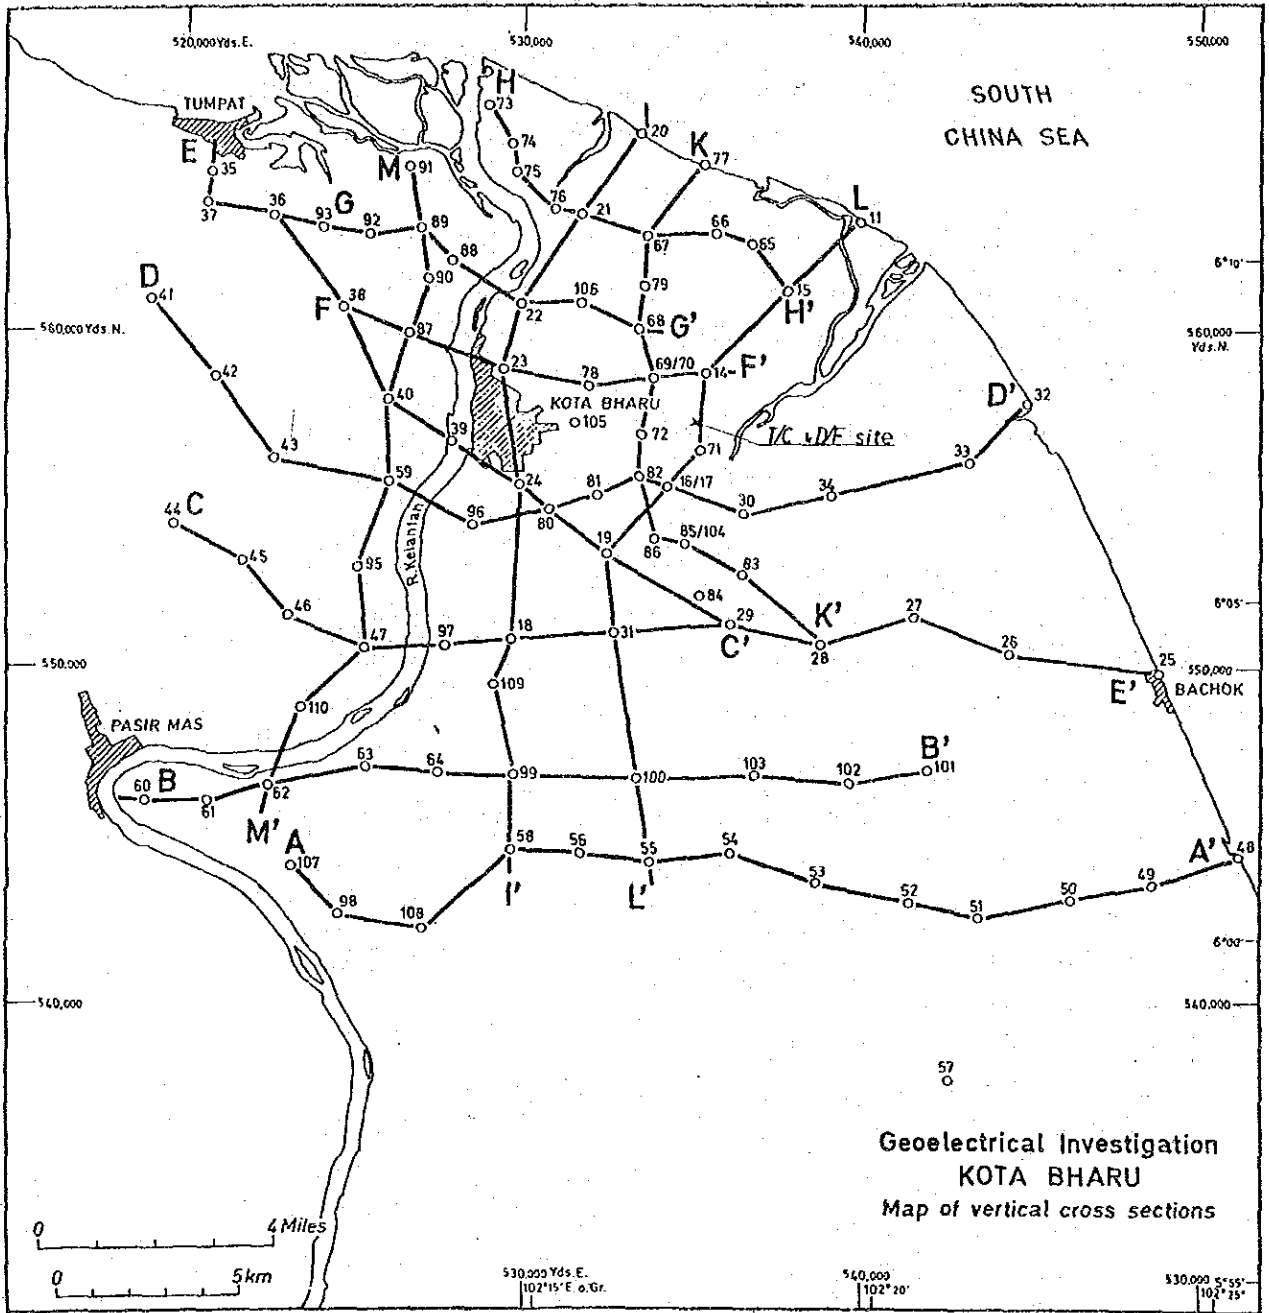 520,000 Yds.E.
530,000
540,000
550,000
SOUTH
CHINA SEA
TUMPAT
H
73
I
20
74
K
77
E
35
M
91
75
L
11
37
36
G
93
92
89
76
21
67
66
65
88
6°10'
D
41
90
79
15
H'
F
38
106
22
68
G'
560,000 Yds.N.
87
560,000
Yds.N.
23
69/70
14
F'
42
78
40
KOTA BHARU
105
D'
32
39
72
T/C & D/F site
71
43
33
59
24
81
82
16/17
34
30
C
44
96
80
R.Kelantan
19
86
85/104
45
95
83
84
46
6°05'
27
29
K'
47
97
18
31
C'
28
26
25
550.000
550,000
E'
BACHOK
109
110
PASIR MAS
63
64
99
100
103
102
B'
101
60
B
61
62
M'
A
107
58
56
55
54
A'
48
53
49
98
108
I'
L'
52
51
50
6°00'
540,000
540,000
57
Geoelectrical Investigation
KOTA BHARU
Map of vertical cross sections
0
4 Miles
0
5km
530,000 Yds.E.
102°15' E.o.Gr.
540,000
102°20'
530,000
5°55'
102°25'